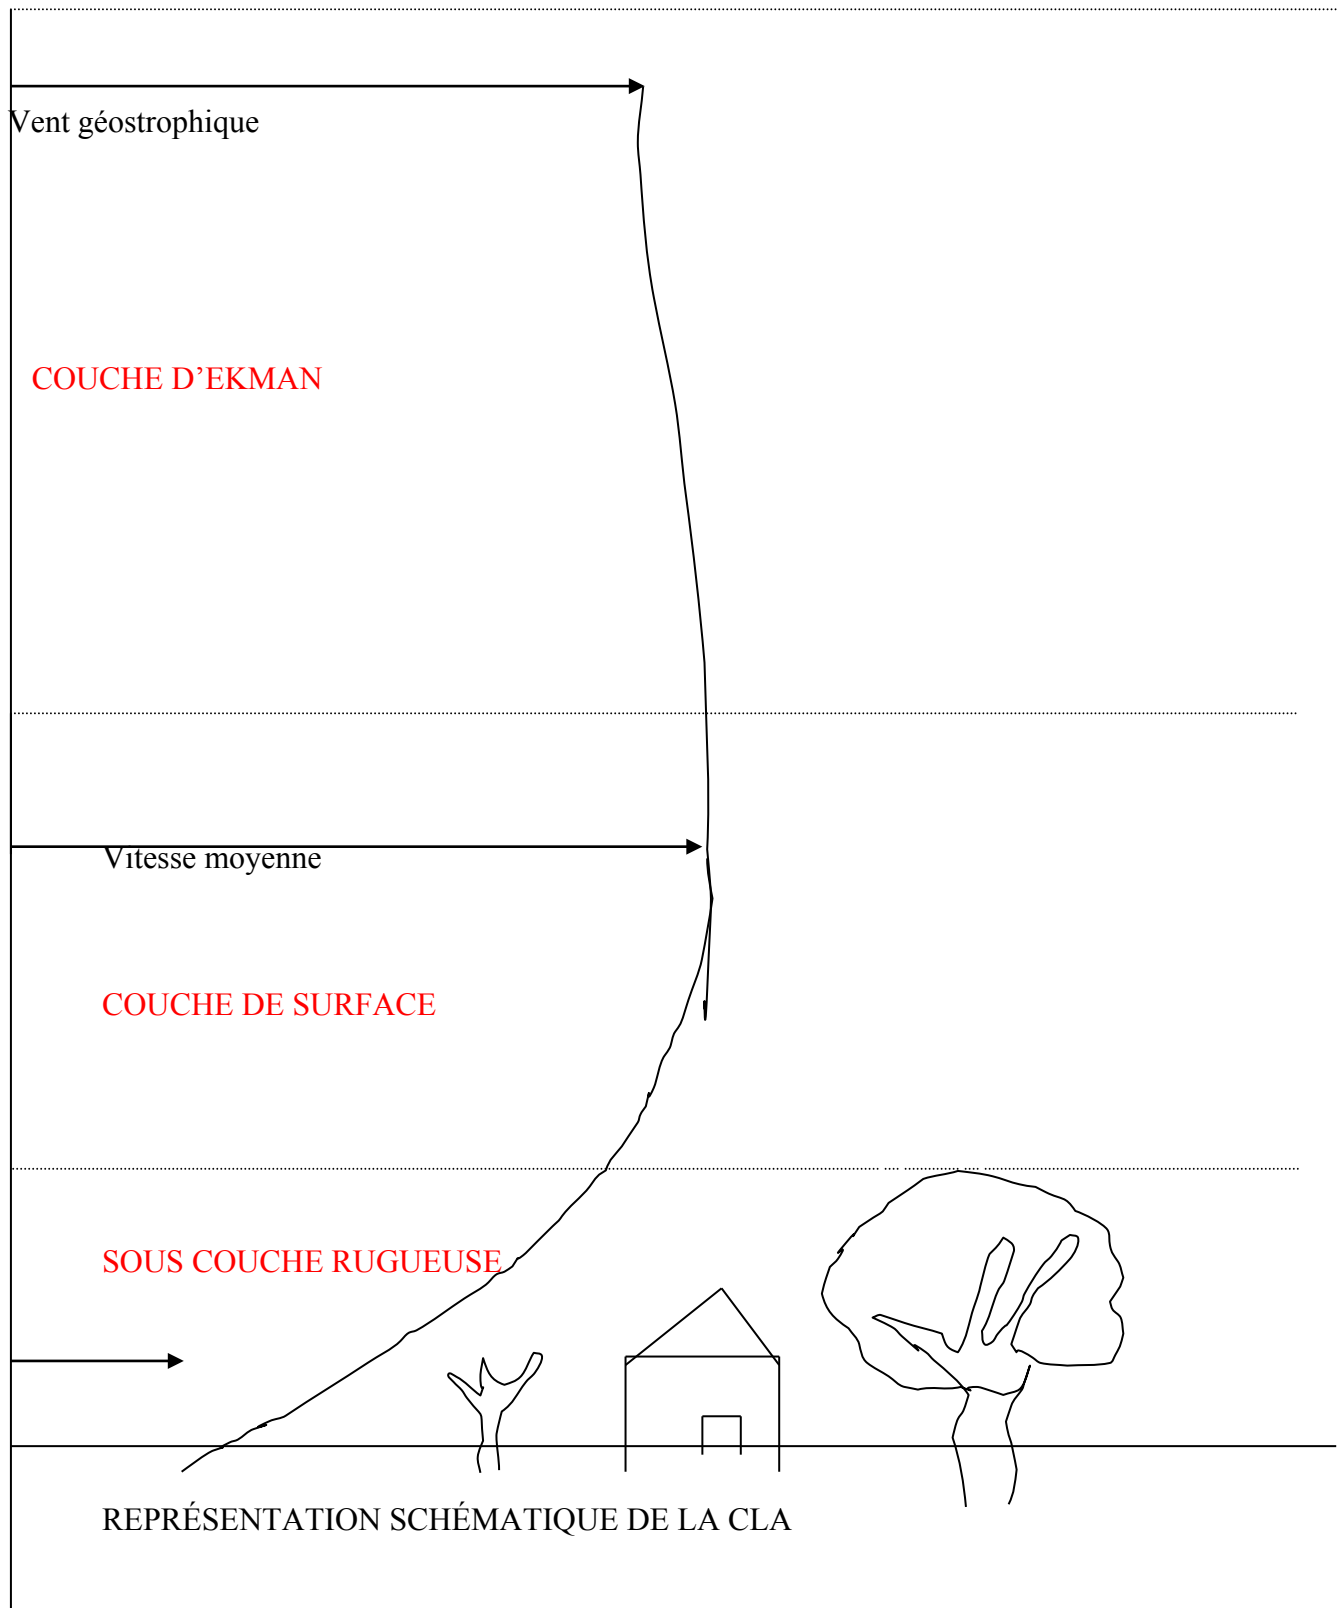 Vent géostrophique
COUCHE D’EKMAN
Vitesse moyenne
COUCHE DE SURFACE
SOUS COUCHE RUGUEUSE
REPRÉSENTATION SCHÉMATIQUE DE LA CLA